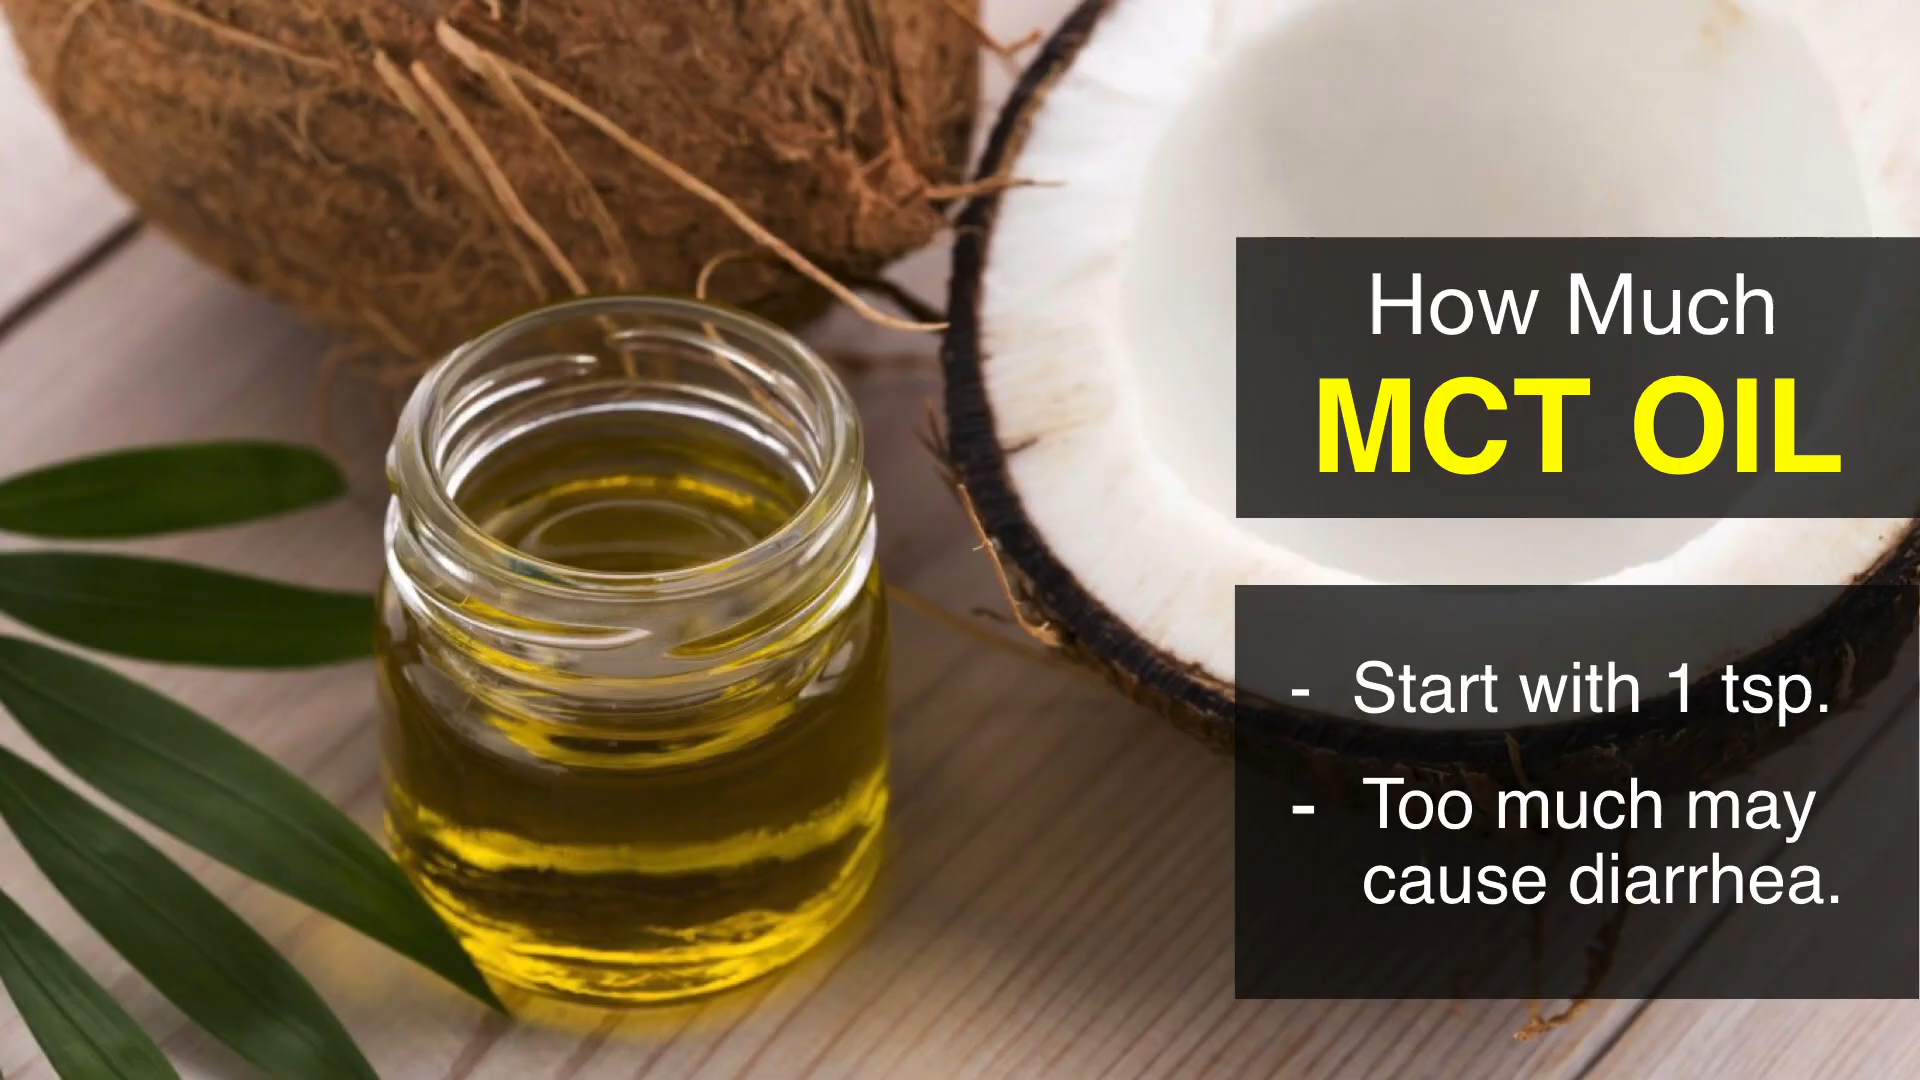 How Much
MCT OIL
- Start with 1 tsp.
- Too much may
cause diarrhea.